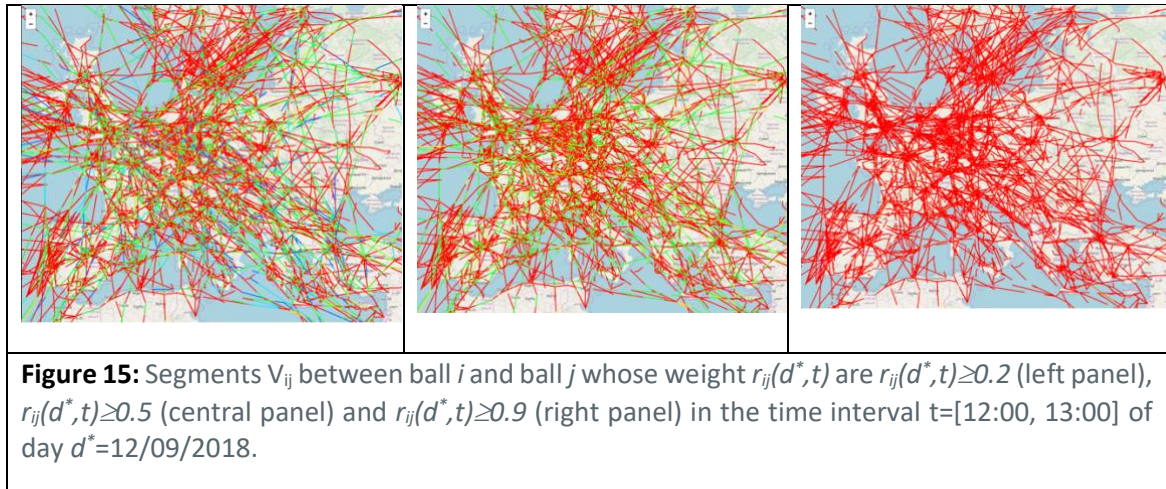 Figure 15: Segments Vij between ball i and ball j whose weight rij(d*,t) are rij(d*,t)≥0.2 (left panel),
rij(d*,t)≥0.5 (central panel) and rij(d*,t)≥0.9 (right panel) in the time interval t=[12:00, 13:00] of
day d*=12/09/2018.